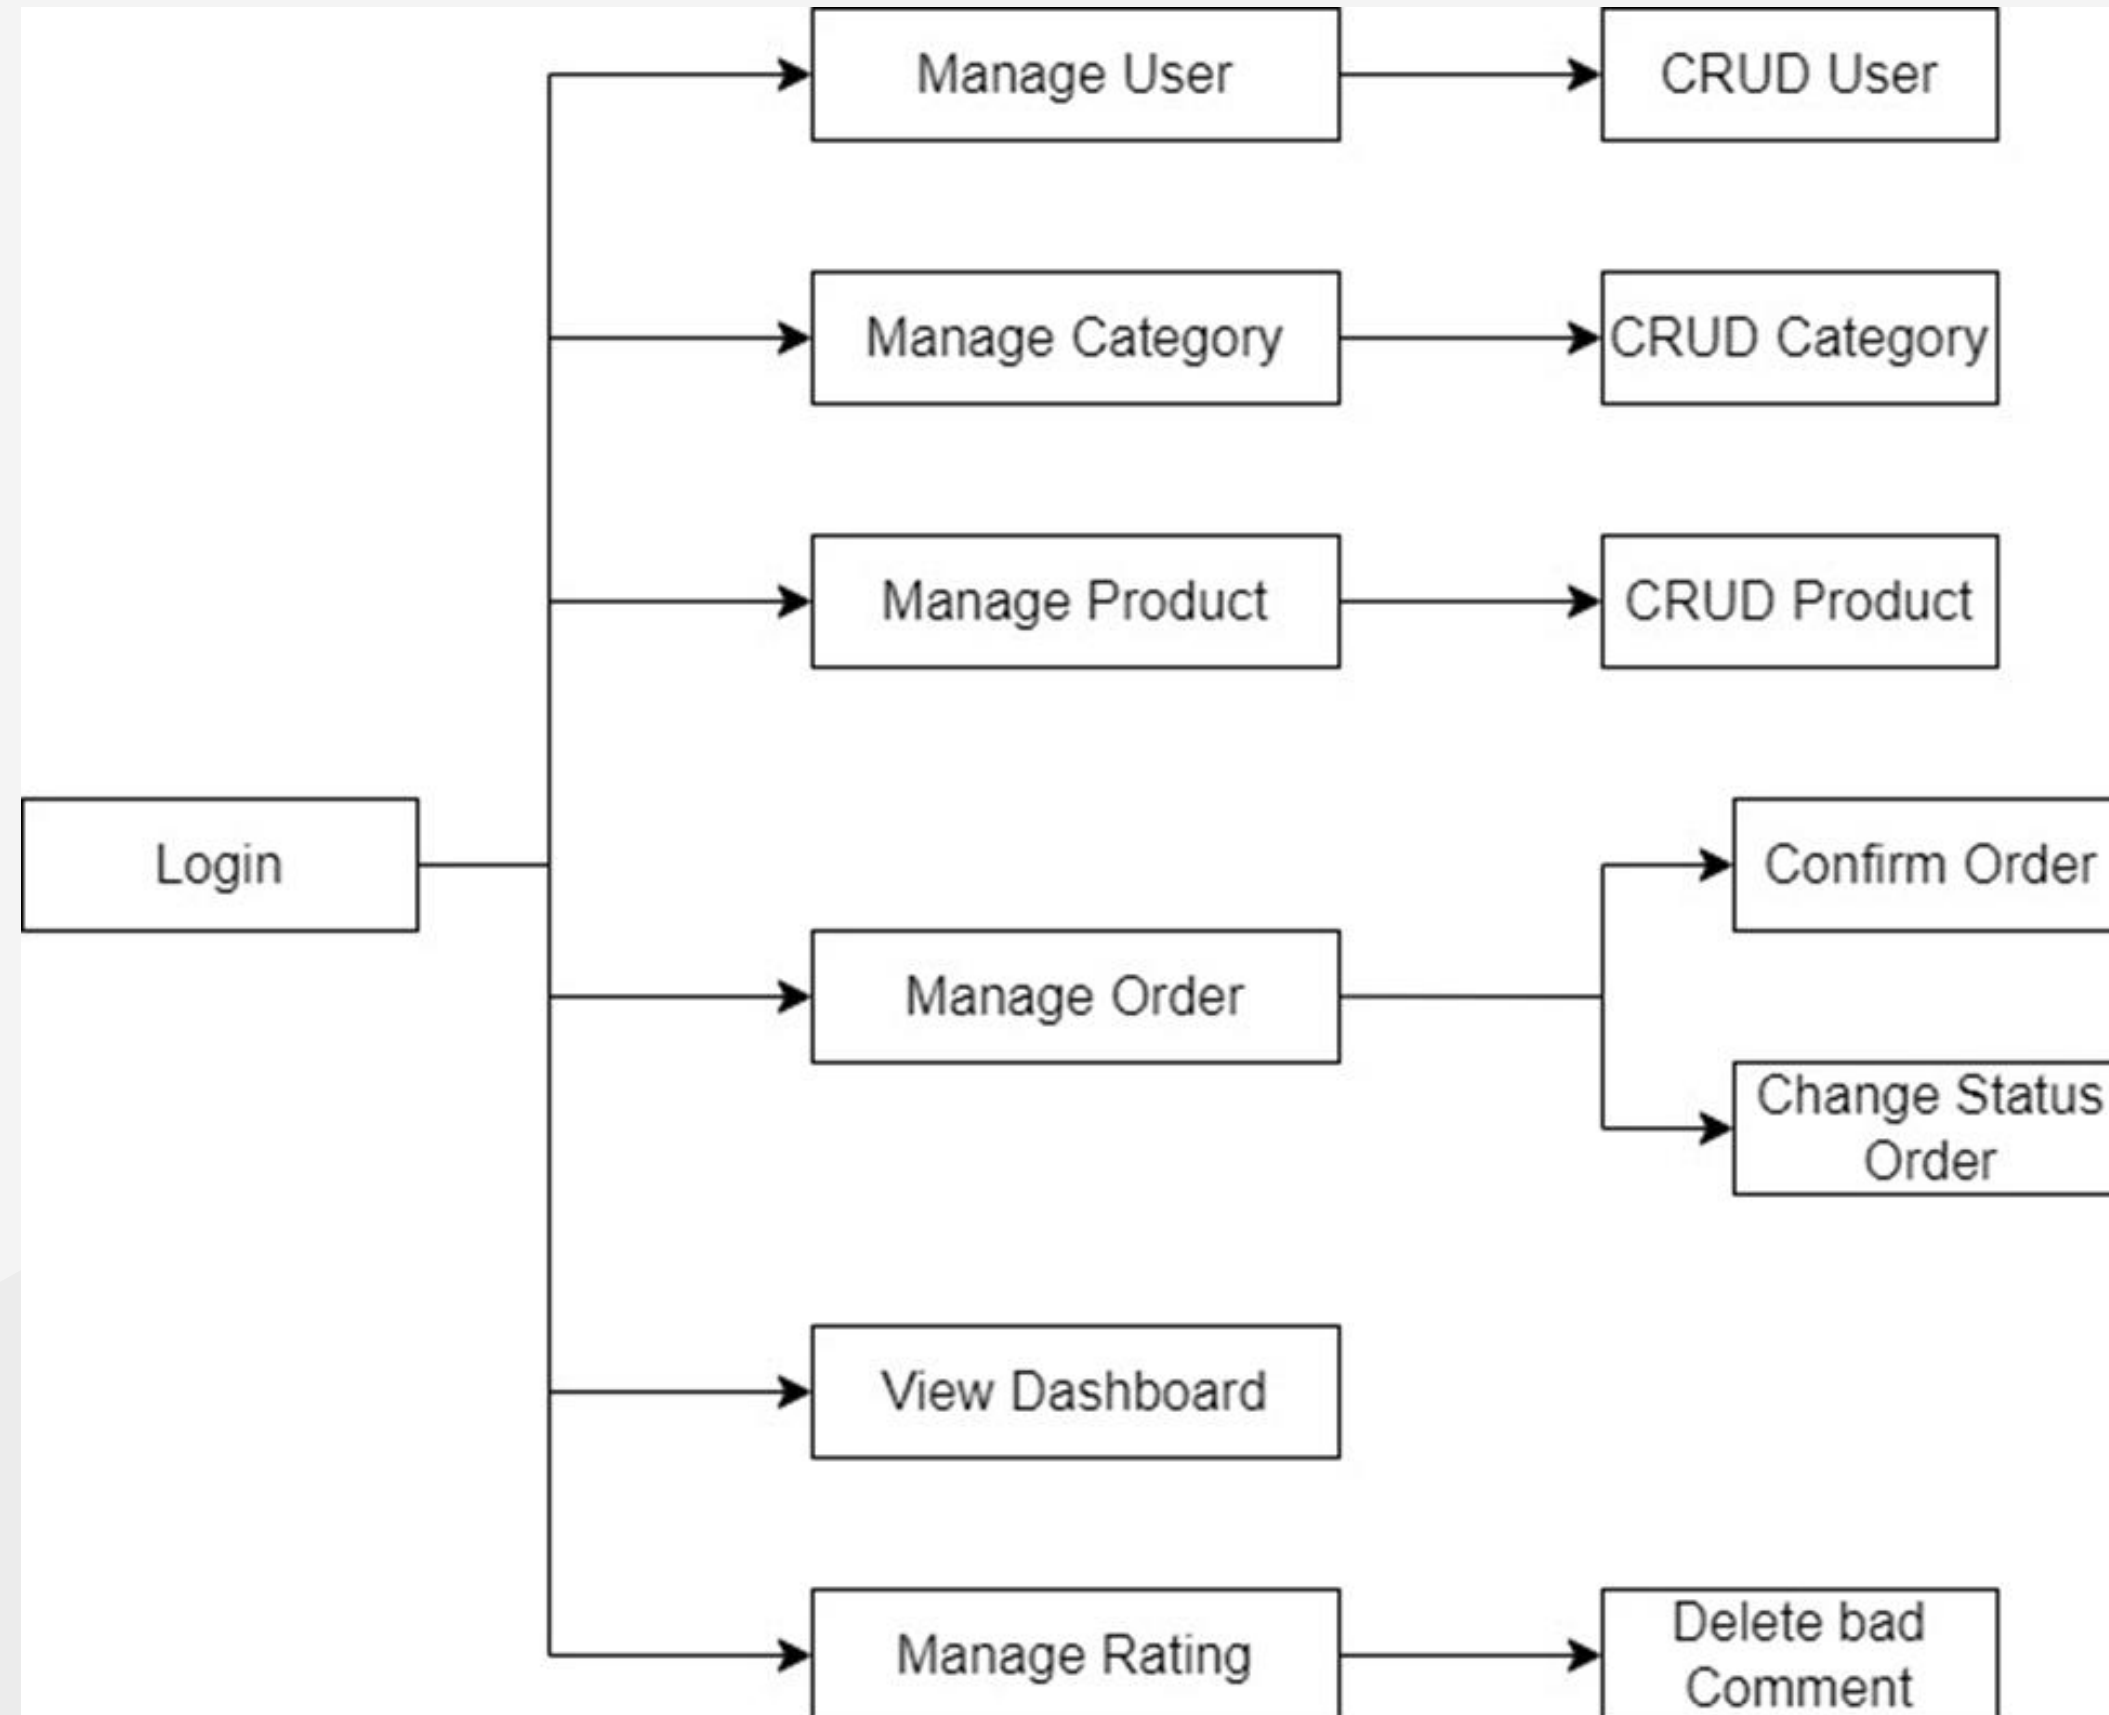 Manage User
CRUD User
Manage Category
CRUD Category
Manage Product
CRUD Product
Login
Confirm Order
Manage Order
Change Status
Order
View Dashboard
Manage Rating
Delete bad
Comment